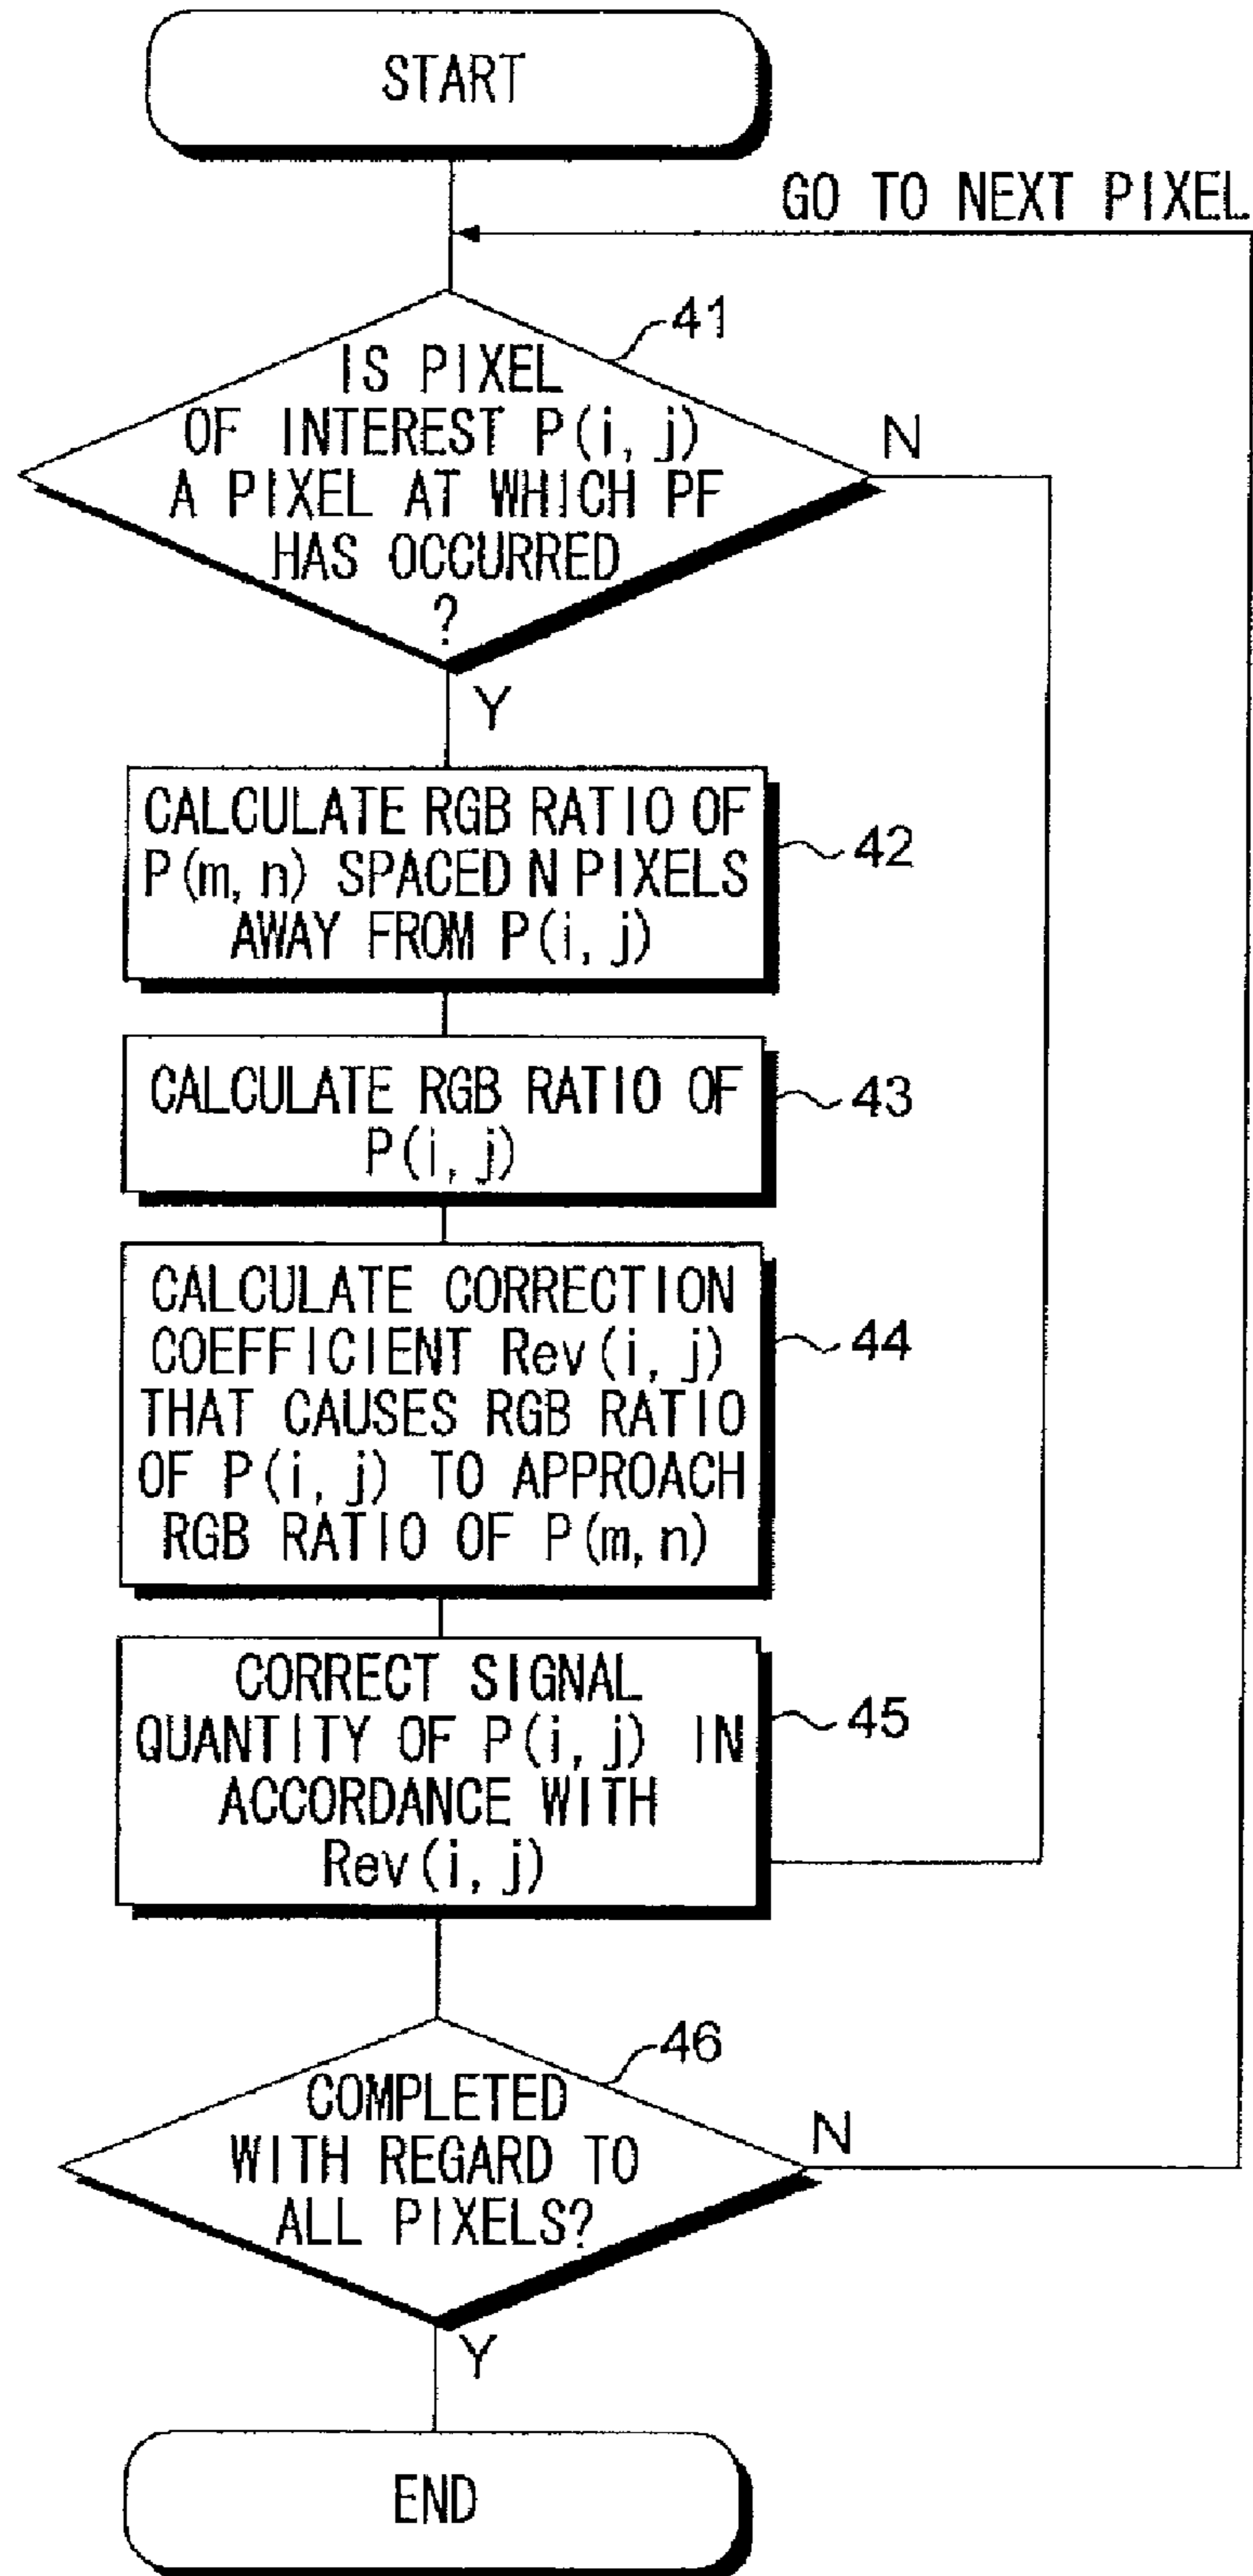 START
GO TO NEXT PIXEL
41
IS PIXEL
OF INTEREST P(i, j)
A PIXEL AT WHICH PF
HAS OCCURRED
?
N
Y
CALCULATE RGB RATIO OF
P(m, n) SPACED N PIXELS
AWAY FROM P(i, j)
42
CALCULATE RGB RATIO OF
P(i, j)
43
CALCULATE CORRECTION
COEFFICIENT Rev(i, j)
THAT CAUSES RGB RATIO
OF P(i, j) TO APPROACH
RGB RATIO OF P(m, n)
44
CORRECT SIGNAL
QUANTITY OF P(i, j) IN
ACCORDANCE WITH
Rev(i, j)
45
46
COMPLETED
WITH REGARD TO
ALL PIXELS?
N
Y
END